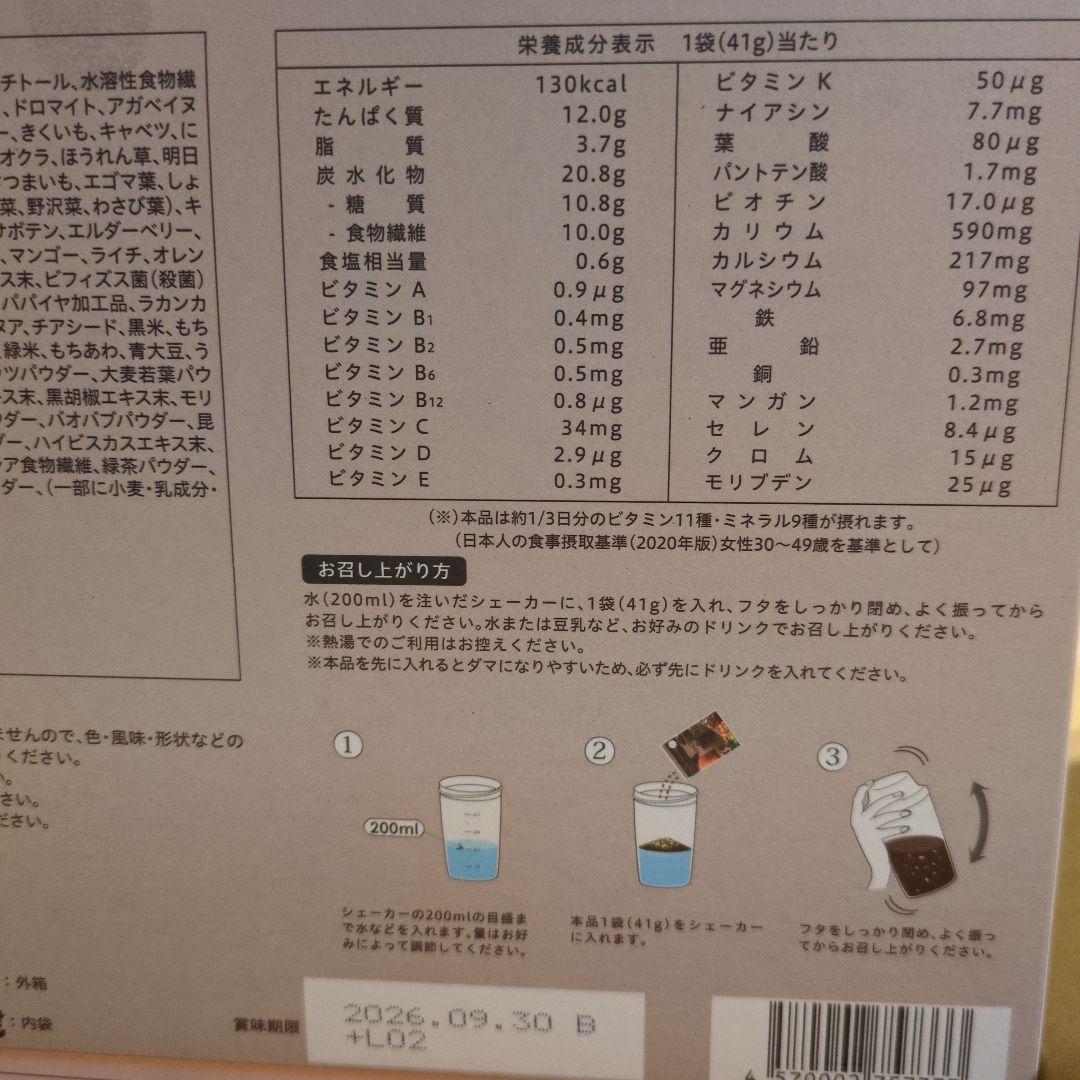 チトール、水溶性食物繊
、ドロマイト、アガベイヌ
ー、きくいも、キャベツ、に
オクラ、ほうれん草、明日
さつまいも、エゴマ葉、しょ
菜、野沢菜、わさび葉)、キ
サボテン、エルダーベリー、
、マンゴー、ライチ、オレン
ス末、ビフィズス菌(殺菌)
パパイヤ加工品、ラカンカ
ヌア、チアシード、黒米、もち
緑米、もちあわ、青大豆、う
ツパウダー、大麦若葉パウ
ス末、黒胡椒エキス末、モリ
ダー、バオバブパウダー、昆
ダー、ハイビスカスエキス末、
ア食物繊維、緑茶パウダー、
ダー、(一部に小麦・乳成分・
ませんので、色・風味・形状などの
ください。
い。
さい。
ださい。
:外箱
:内袋
栄養成分表示 1袋(41g)当たり
エネルギー 130kcal
たんぱく質 12.0g
脂質 3.7g
炭水化物 20.8g
- 糖質 10.8g
- 食物繊維 10.0g
食塩相当量 0.6g
ビタミン A 0.9μg
ビタミン B1 0.4mg
ビタミン B2 0.5mg
ビタミン B6 0.5mg
ビタミン B12 0.8μg
ビタミン C 34mg
ビタミン D 2.9μg
ビタミン E 0.3mg
ビタミン K 50μg
ナイアシン 7.7mg
葉酸 80μg
パントテン酸 1.7mg
ビオチン 17.0μg
カリウム 590mg
カルシウム 217mg
マグネシウム 97mg
鉄 6.8mg
亜鉛 2.7mg
銅 0.3mg
マンガン 1.2mg
セレン 8.4μg
クロム 15μg
モリブデン 25μg
(※)本品は約1/3日分のビタミン11種・ミネラル9種が摂れます。
(日本人の食事摂取基準(2020年版)女性30〜49歳を基準として)
お召し上がり方
水(200ml)を注いだシェーカーに、1袋(41g)を入れ、フタをしっかり閉め、よく振ってから
お召し上がりください。水または豆乳など、お好みのドリンクでお召し上がりください。
※熱湯でのご利用はお控えください。
※本品を先に入れるとダマになりやすいため、必ず先にドリンクを入れてください。
1
200ml
シェーカーの200mlの目盛ま
で水などを入れます。量はお好
みによって調節してください。
2
本品1袋(41g)をシェーカー
に入れます。
3
フタをしっかり閉め、よく振っ
てからお召し上がりください。
賞味期限
2026.09.30 B
+L02